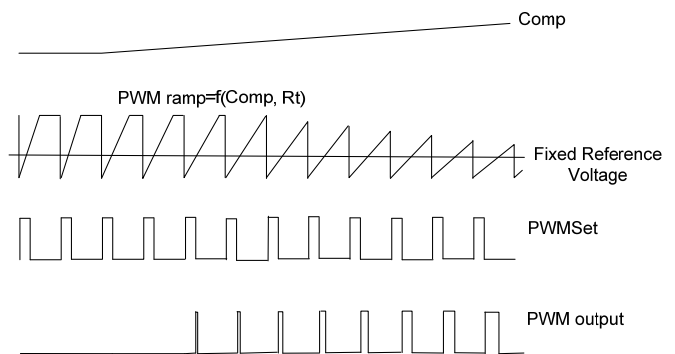 Comp
PWM ramp=f(Comp, Rt)
Fixed Reference
Voltage
PWMSet
PWM output